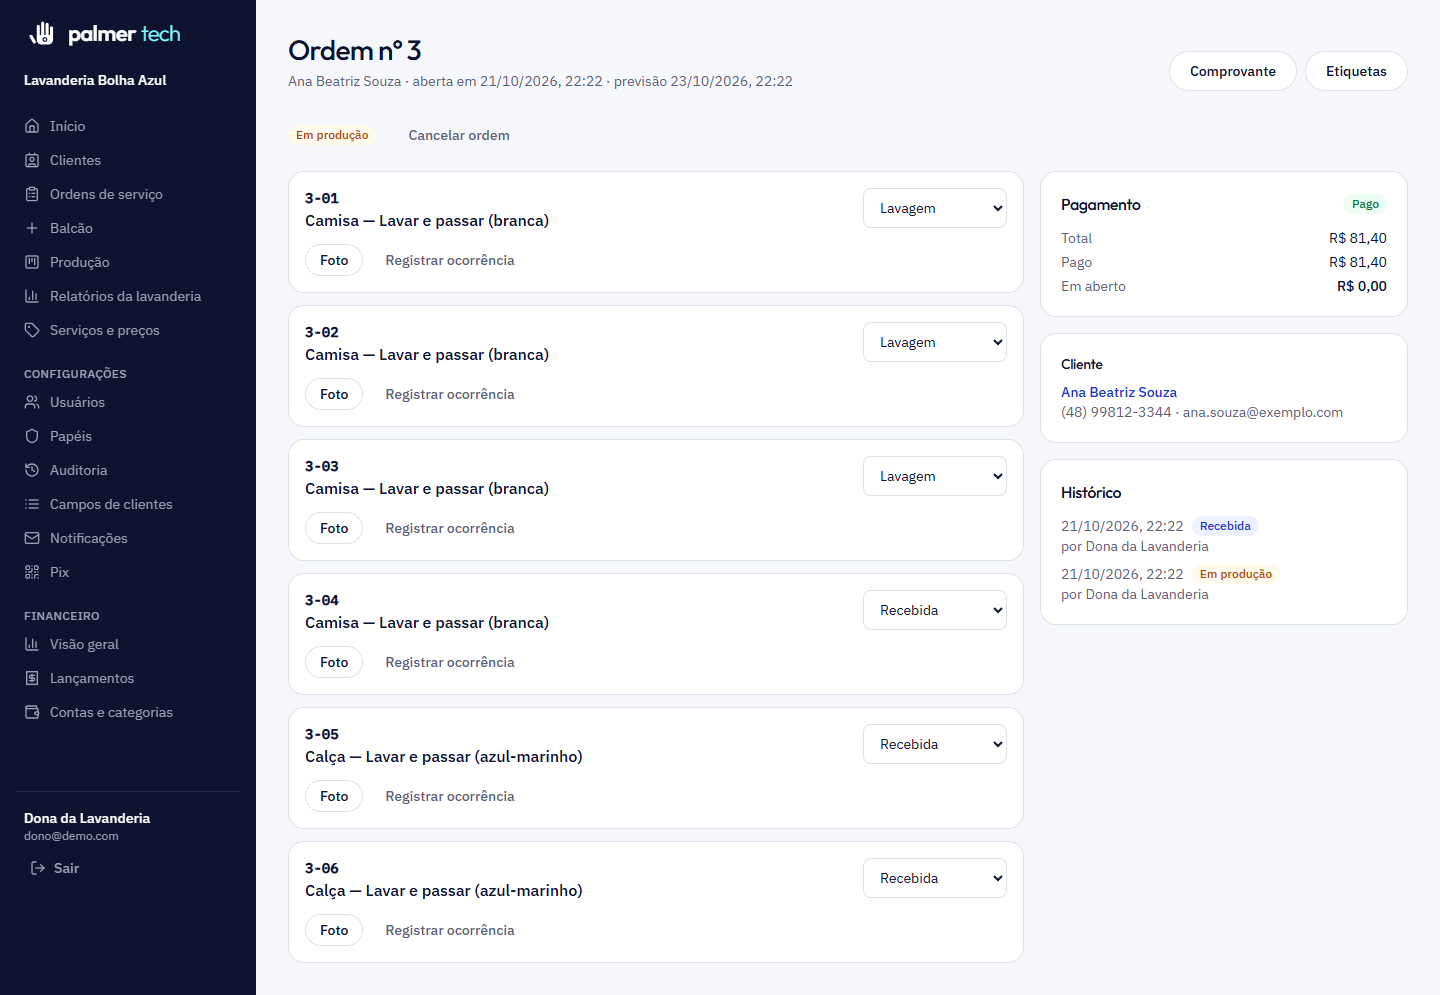 palmer tech
Lavanderia Bolha Azul
Início
Clientes
Ordens de serviço
Balcão
Produção
Relatórios da lavanderia
Serviços e preços
CONFIGURAÇÕES
Usuários
Papéis
Auditoria
Campos de clientes
Notificações
Pix
FINANCEIRO
Visão geral
Lançamentos
Contas e categorias
Dona da Lavanderia
dono@demo.com
Sair
Ordem nº 3
Ana Beatriz Souza · aberta em 21/10/2026, 22:22 · previsão 23/10/2026, 22:22
Comprovante
Etiquetas
Em produção
Cancelar ordem
3-01
Camisa — Lavar e passar (branca)
Lavagem
Foto
Registrar ocorrência
3-02
Camisa — Lavar e passar (branca)
Lavagem
Foto
Registrar ocorrência
3-03
Camisa — Lavar e passar (branca)
Lavagem
Foto
Registrar ocorrência
3-04
Camisa — Lavar e passar (branca)
Recebida
Foto
Registrar ocorrência
3-05
Calça — Lavar e passar (azul-marinho)
Recebida
Foto
Registrar ocorrência
3-06
Calça — Lavar e passar (azul-marinho)
Recebida
Foto
Registrar ocorrência
Pagamento
Pago
Total R$ 81,40
Pago R$ 81,40
Em aberto R$ 0,00
Cliente
Ana Beatriz Souza
(48) 99812-3344 · ana.souza@exemplo.com
Histórico
21/10/2026, 22:22 Recebida
por Dona da Lavanderia
21/10/2026, 22:22 Em produção
por Dona da Lavanderia